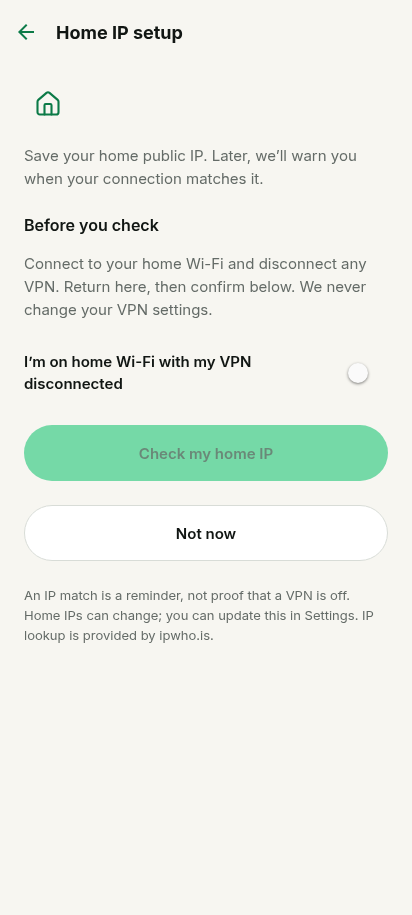 Home IP setup
Save your home public IP. Later, we’ll warn you
when your connection matches it.
Before you check
Connect to your home Wi-Fi and disconnect any
VPN. Return here, then confirm below. We never
change your VPN settings.
I’m on home Wi-Fi with my VPN
disconnected
Check my home IP
Not now
An IP match is a reminder, not proof that a VPN is off.
Home IPs can change; you can update this in Settings. IP
lookup is provided by ipwho.is.